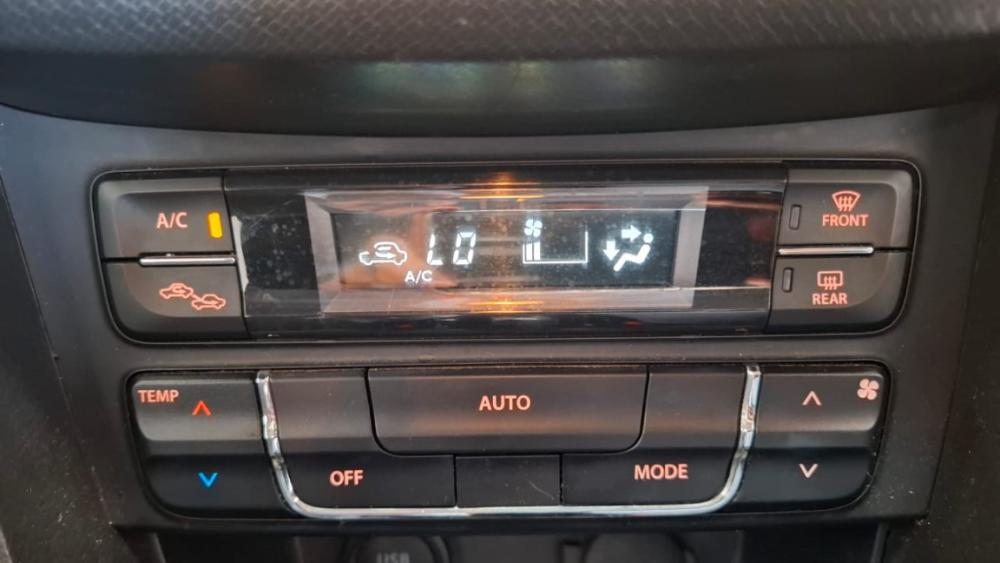 A/C
LO
A/C
FRONT
REAR
TEMP
AUTO
OFF
MODE
USB